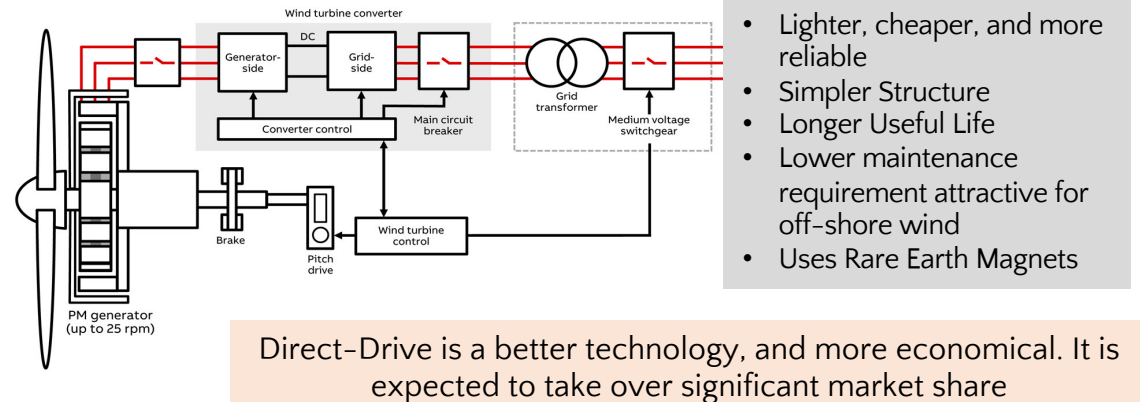 Wind turbine converter
DC
Generator-
side
Grid-
side
Converter control
Main circuit
breaker
Grid
transformer
Medium voltage
switchgear
Brake
Pitch
drive
Wind turbine
control
PM generator
(up to 25 rpm)
• Lighter, cheaper, and more
reliable
• Simpler Structure
• Longer Useful Life
• Lower maintenance
requirement attractive for
off-shore wind
• Uses Rare Earth Magnets
Direct-Drive is a better technology, and more economical. It is
expected to take over significant market share